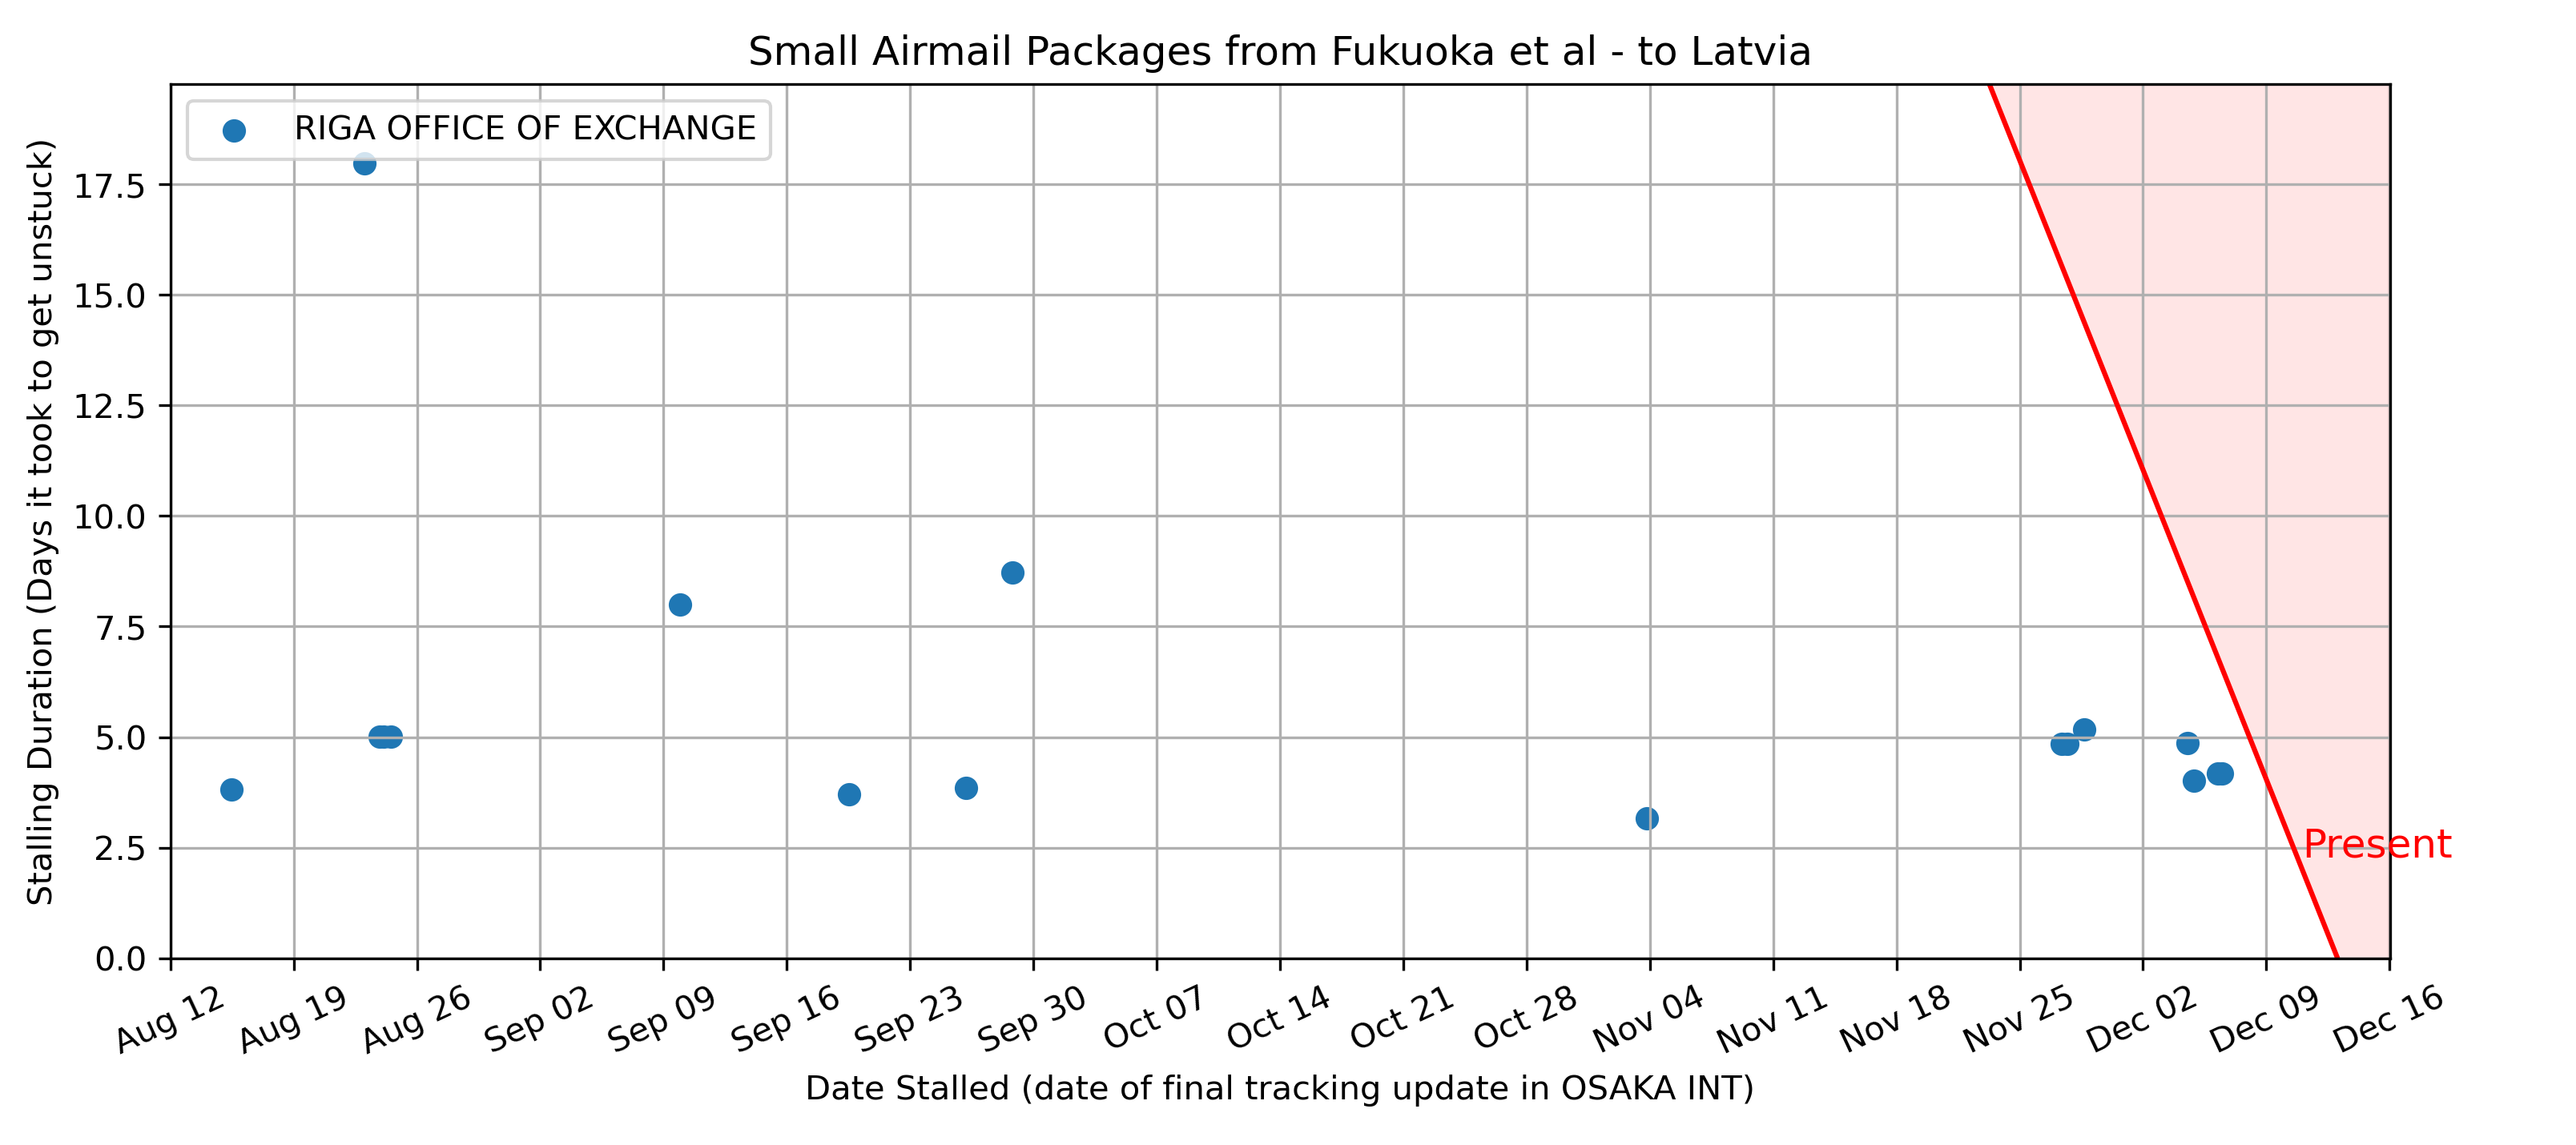 Small Airmail Packages from Fukuoka et al - to Latvia
RIGA OFFICE OF EXCHANGE
Stalling Duration (Days it took to get unstuck)
17.5
15.0
12.5
10.0
7.5
5.0
2.5
0.0
Present
Aug 12
Aug 19
Aug 26
Sep 02
Sep 09
Sep 16
Sep 23
Sep 30
Oct 07
Oct 14
Oct 21
Oct 28
Nov 04
Nov 11
Nov 18
Nov 25
Dec 02
Dec 09
Dec 16
Date Stalled (date of final tracking update in OSAKA INT)